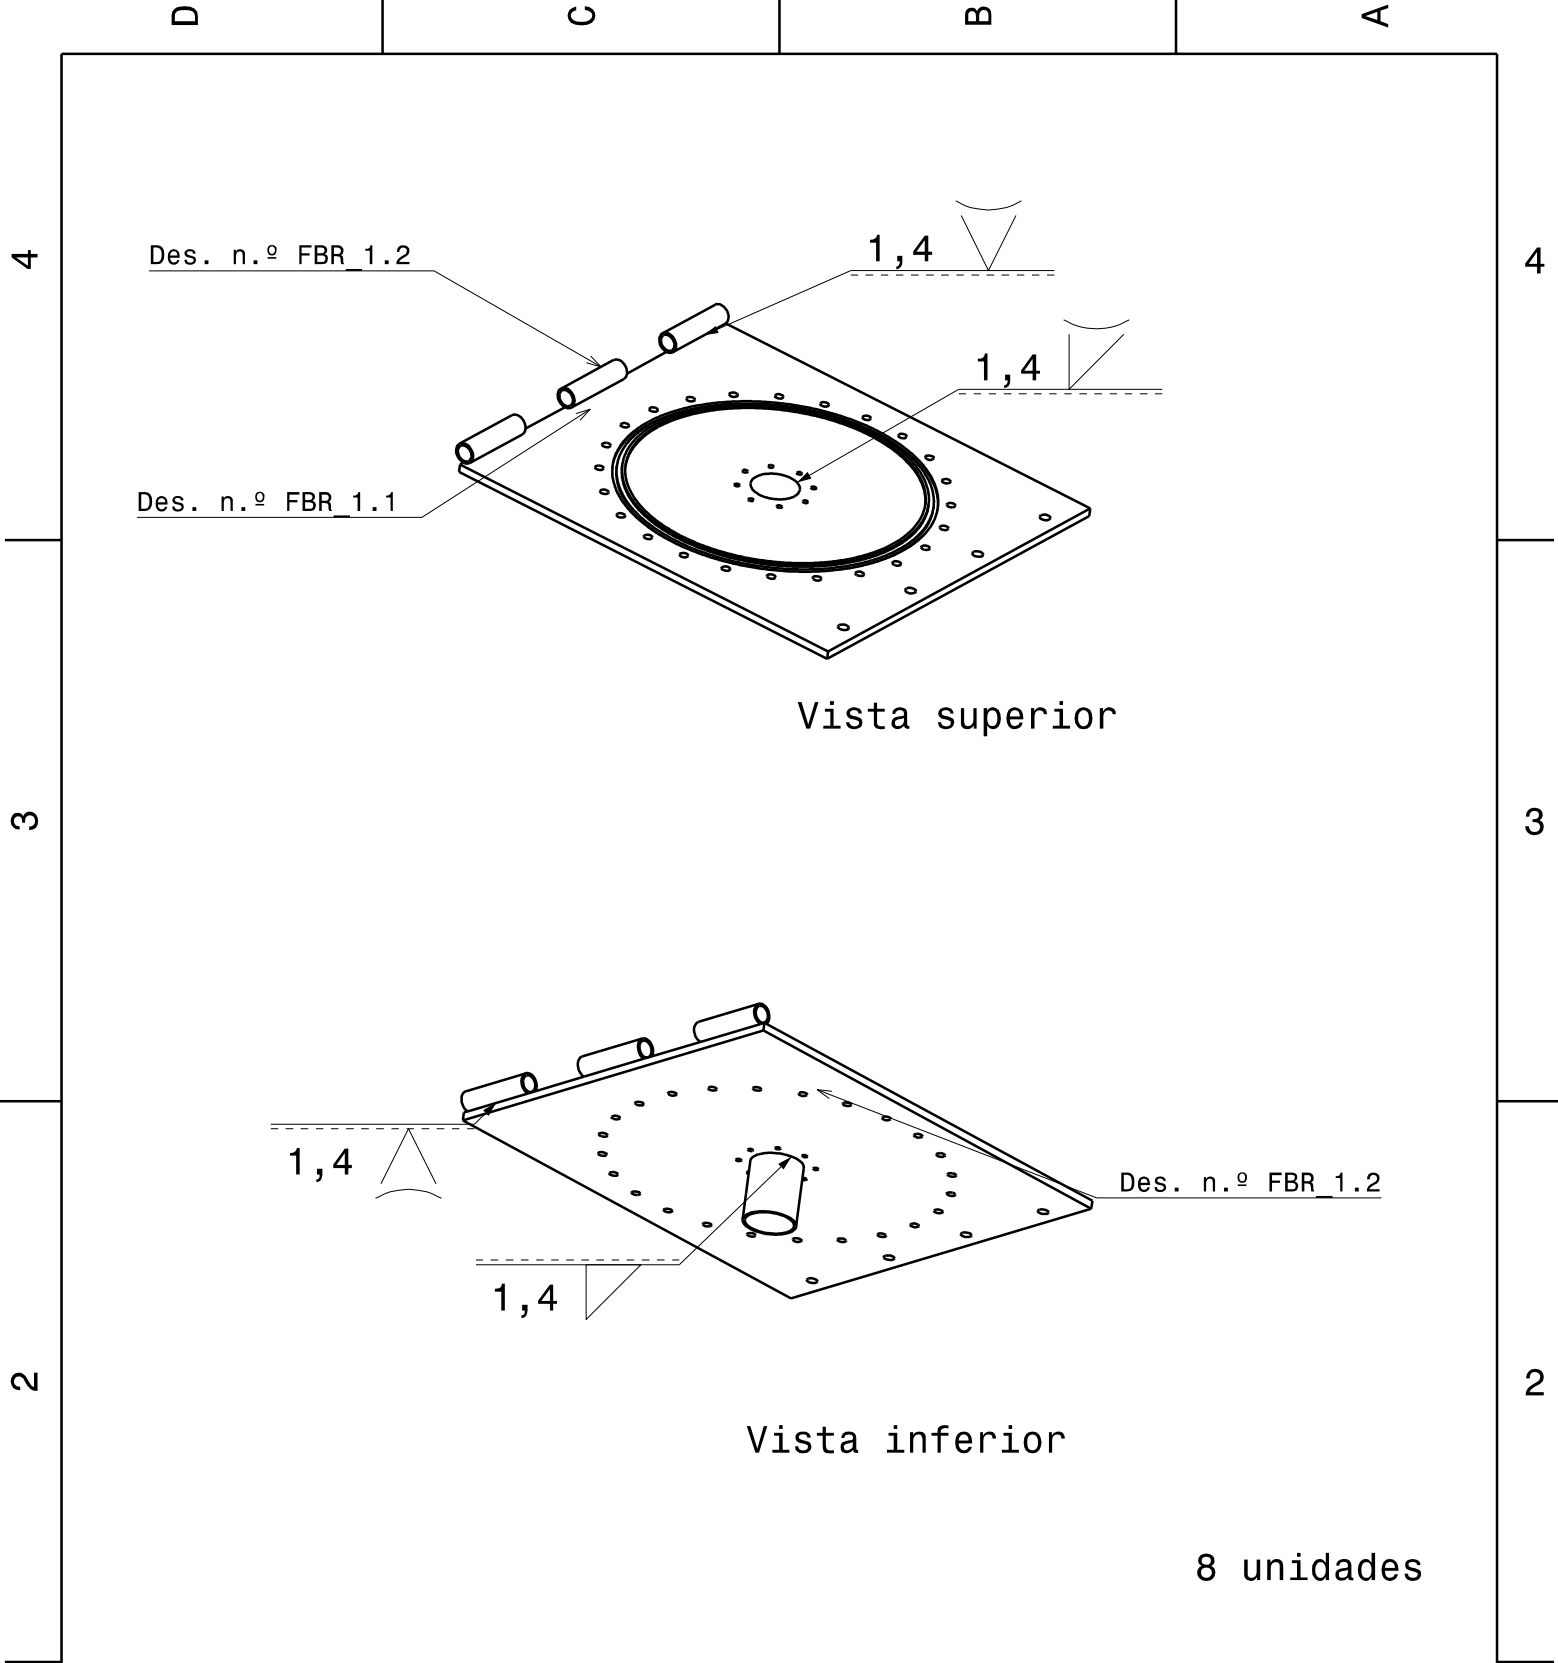 D C B A
4 4
1,4
Des. n.º FBR_1.2
1,4
Des. n.º FBR_1.1
Vista superior
3 3
1,4
Des. n.º FBR_1.2
1,4
2 2
Vista inferior
8 unidades